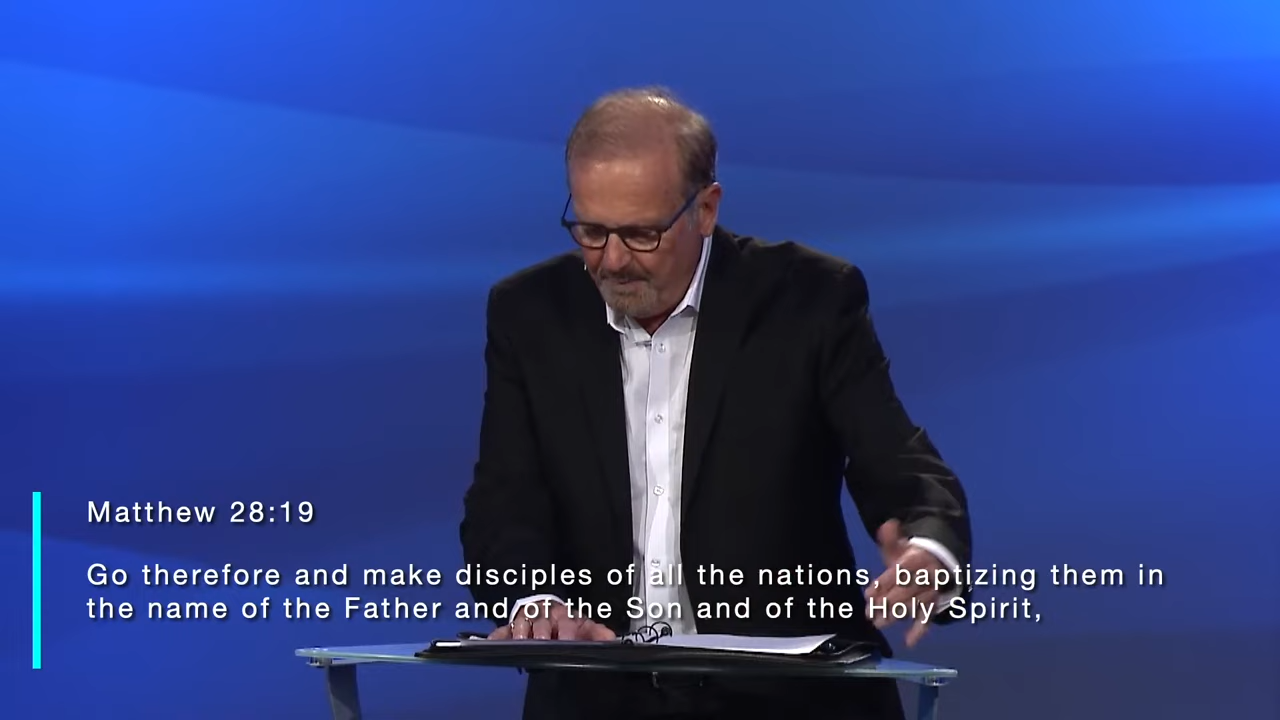 Matthew 28:19
Go therefore and make disciples of all the nations, baptizing them in
the name of the Father and of the Son and of the Holy Spirit,